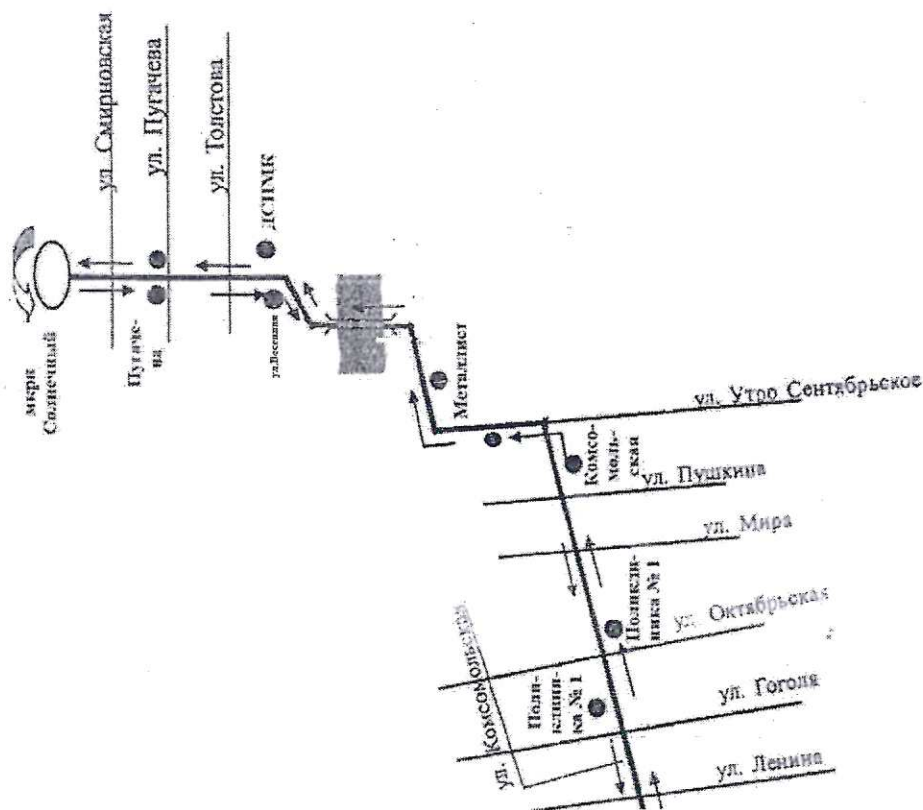 ул. Смирновская
ул. Пугачева
ул. Толстова
мкрн
Солнечный
Пугаче-
ва
ДСПМК
ул.Весенняя
Металлист
ул. Утро Сентябрьское
Комсо-
моль-
ская
ул. Пушкина
ул. Мира
Поликли-
ника № 1
ул. Октябрьская
ул. Комсомольская
Поли-
клини-
ка № 1
ул. Гоголя
ул. Ленина